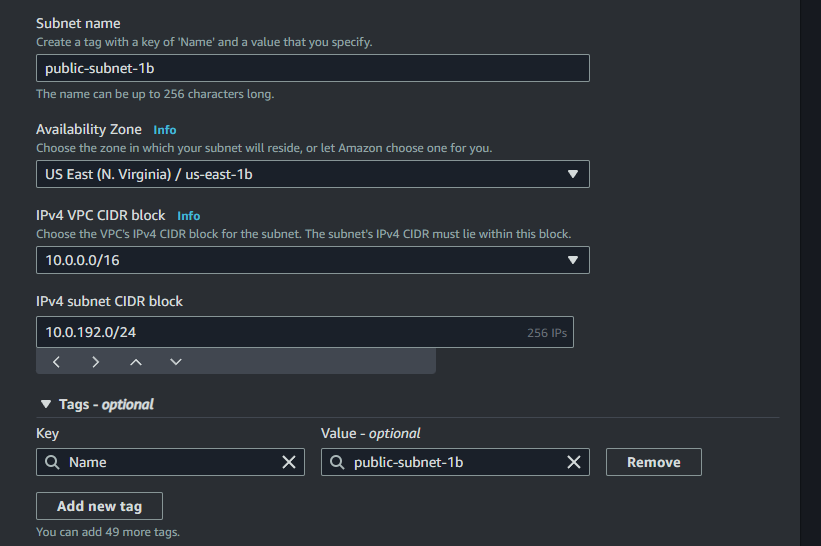 Subnet name
Create a tag with a key of 'Name' and a value that you specify.
public-subnet-1b
The name can be up to 256 characters long.
Availability Zone Info
Choose the zone in which your subnet will reside, or let Amazon choose one for you.
US East (N. Virginia) / us-east-1b
IPv4 VPC CIDR block Info
Choose the VPC's IPv4 CIDR block for the subnet. The subnet's IPv4 CIDR must lie within this block.
10.0.0.0/16
IPv4 subnet CIDR block
10.0.192.0/24 256 IPs
Tags - optional
Key Value - optional
Name public-subnet-1b Remove
Add new tag
You can add 49 more tags.